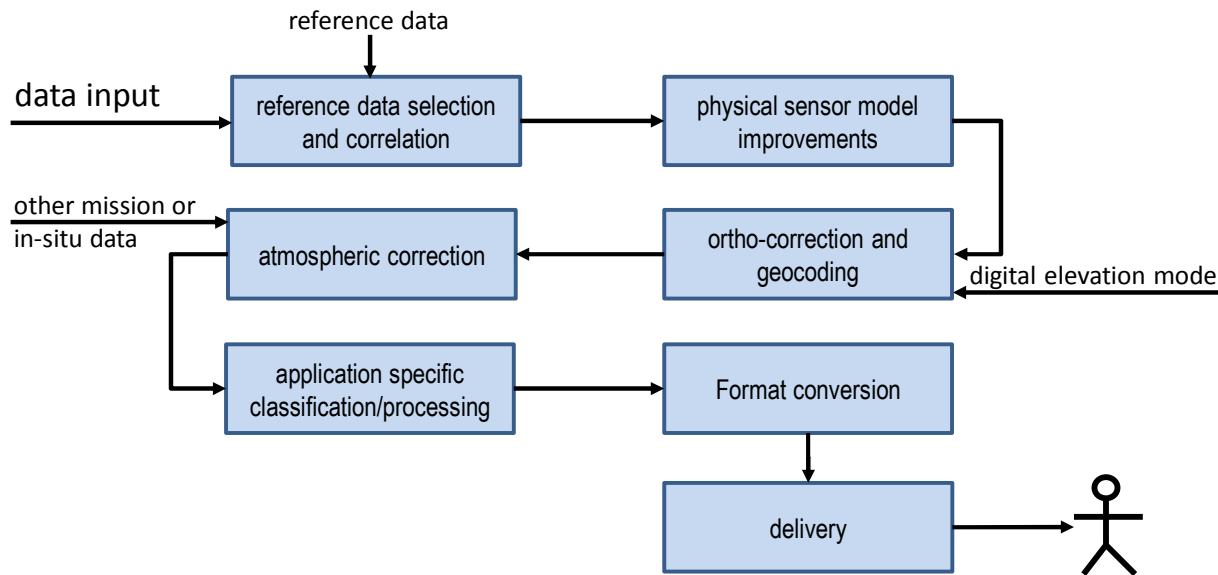 reference data
data input
reference data selection
and correlation
physical sensor model
improvements
other mission or
in-situ data
atmospheric correction
ortho-correction and
geocoding
digital elevation mode
application specific
classification/processing
Format conversion
delivery